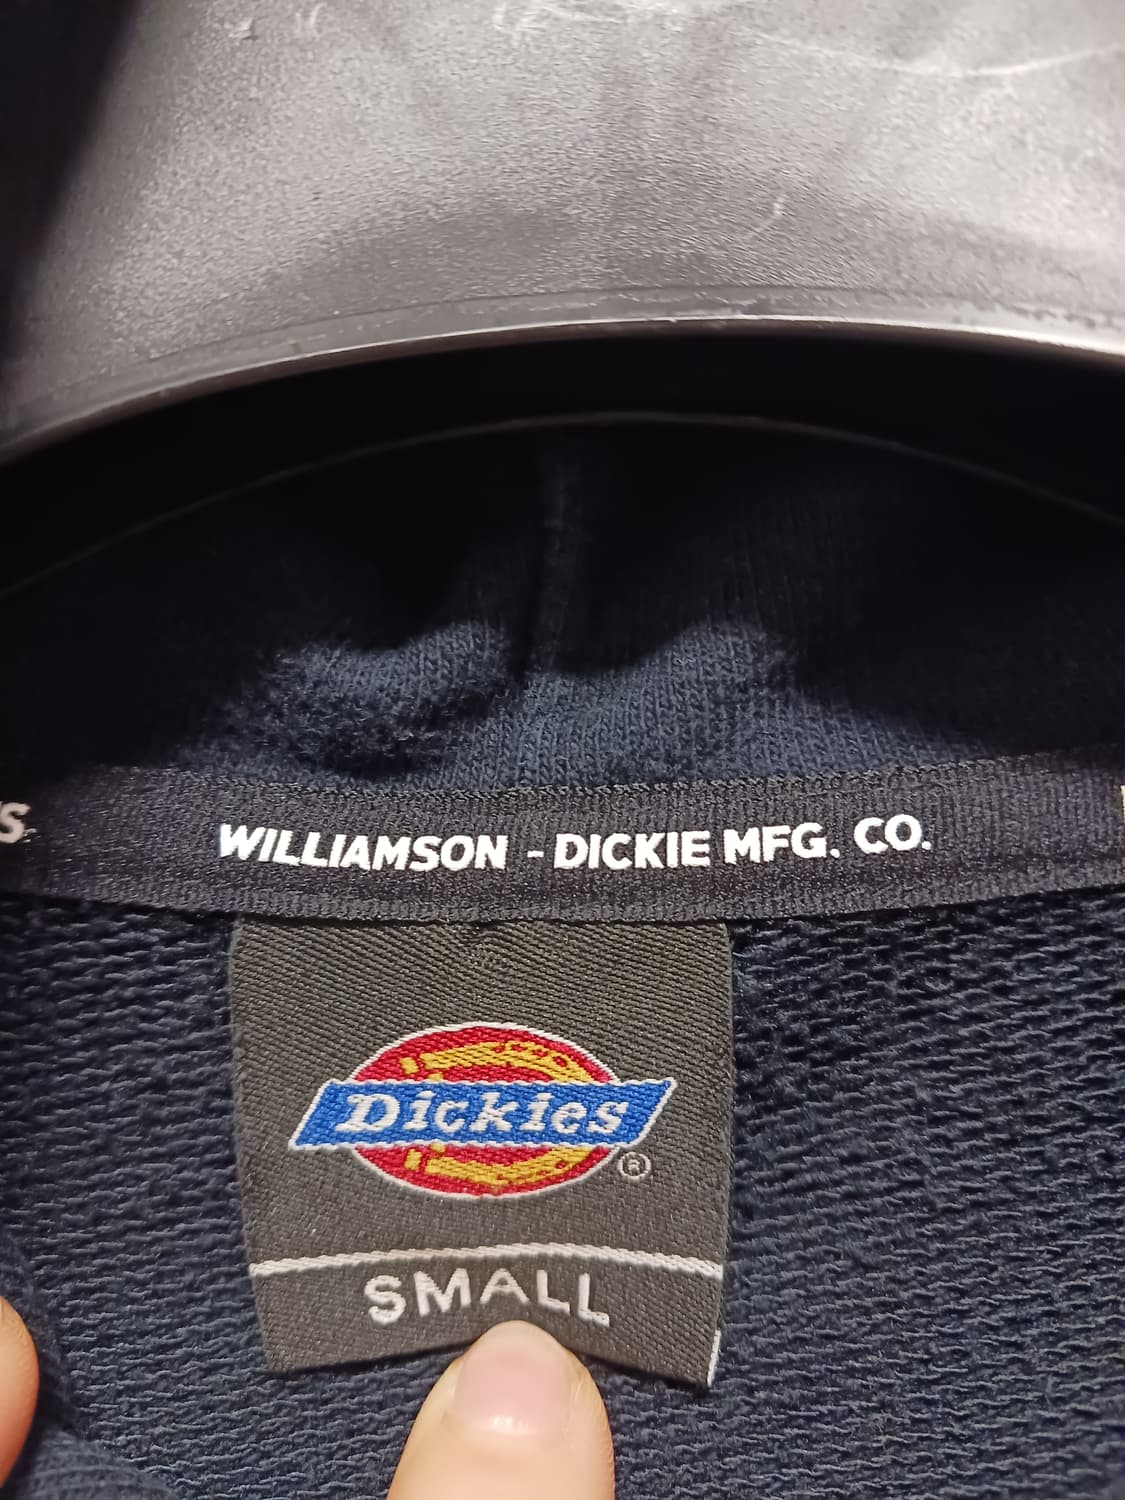 WILLIAMSON - DICKIE MFG. CO.
Dickies®
SMALL